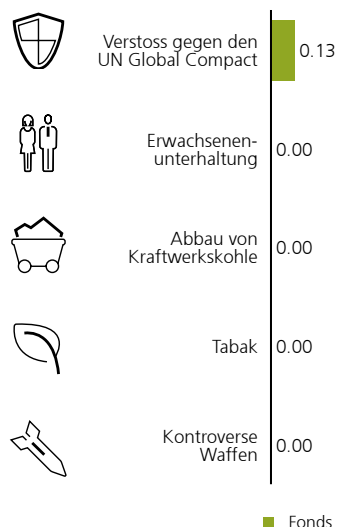 Verstoss gegen den
UN Global Compact
0.13
Erwachsenen-
unterhaltung
0.00
Abbau von
Kraftwerkskohle
0.00
Tabak
0.00
Kontroverse
Waffen
0.00
Fonds